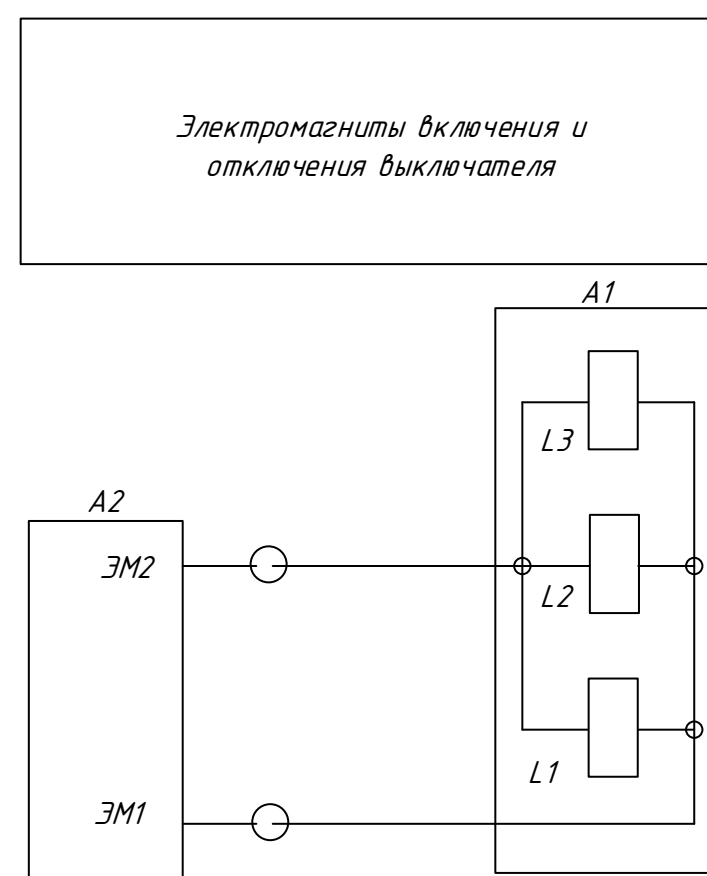 Электромагниты включения и
отключения выключателя
A1
L3
A2
ЭМ2
L2
L1
ЭМ1